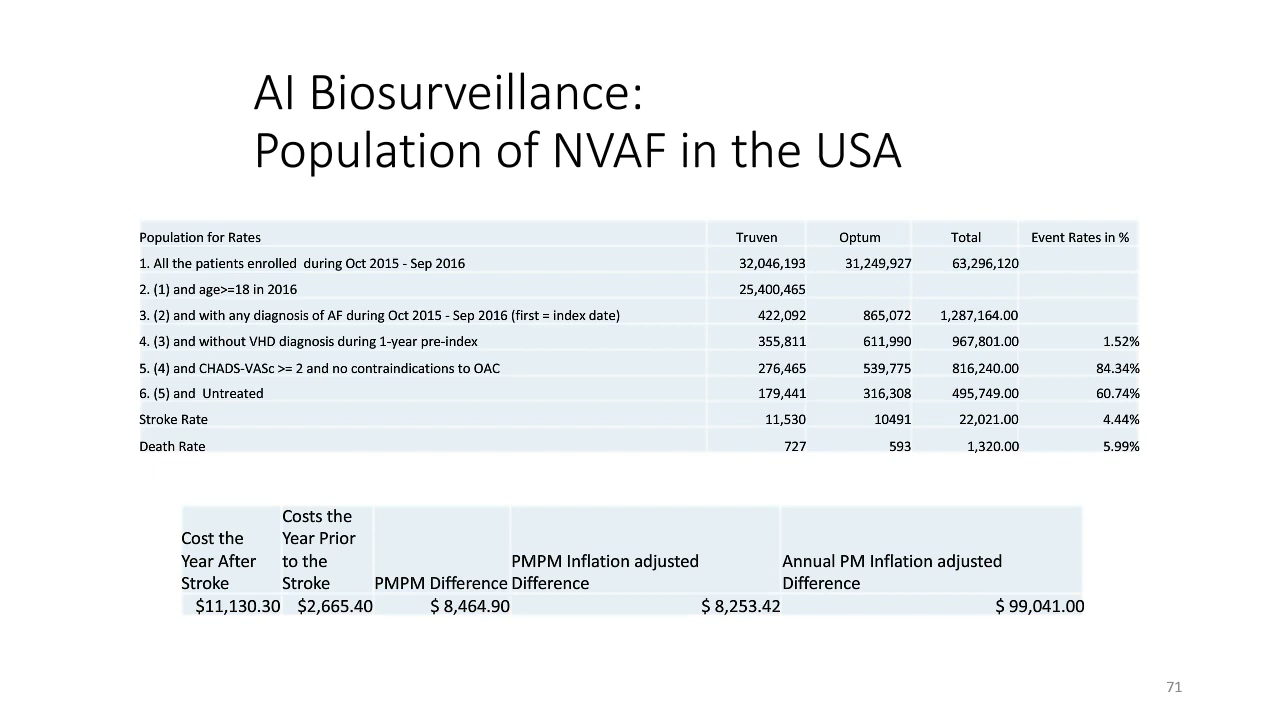 AI Biosurveillance:
Population of NVAF in the USA
Population for Rates Truven Optum Total Event Rates in %
1. All the patients enrolled during Oct 2015 - Sep 2016 32,046,193 31,249,927 63,296,120
2. (1) and age>=18 in 2016 25,400,465
3. (2) and with any diagnosis of AF during Oct 2015 - Sep 2016 (first = index date) 422,092 865,072 1,287,164.00
4. (3) and without VHD diagnosis during 1-year pre-index 355,811 611,990 967,801.00 1.52%
5. (4) and CHADS-VASc >= 2 and no contraindications to OAC 276,465 539,775 816,240.00 84.34%
6. (5) and Untreated 179,441 316,308 495,749.00 60.74%
Stroke Rate 11,530 10491 22,021.00 4.44%
Death Rate 727 593 1,320.00 5.99%
Cost the
Year After
Stroke
Costs the
Year Prior
to the
Stroke
PMPM Difference
PMPM Inflation adjusted
Difference
Annual PM Inflation adjusted
Difference
$11,130.30 $2,665.40 $ 8,464.90 $ 8,253.42 $ 99,041.00
71